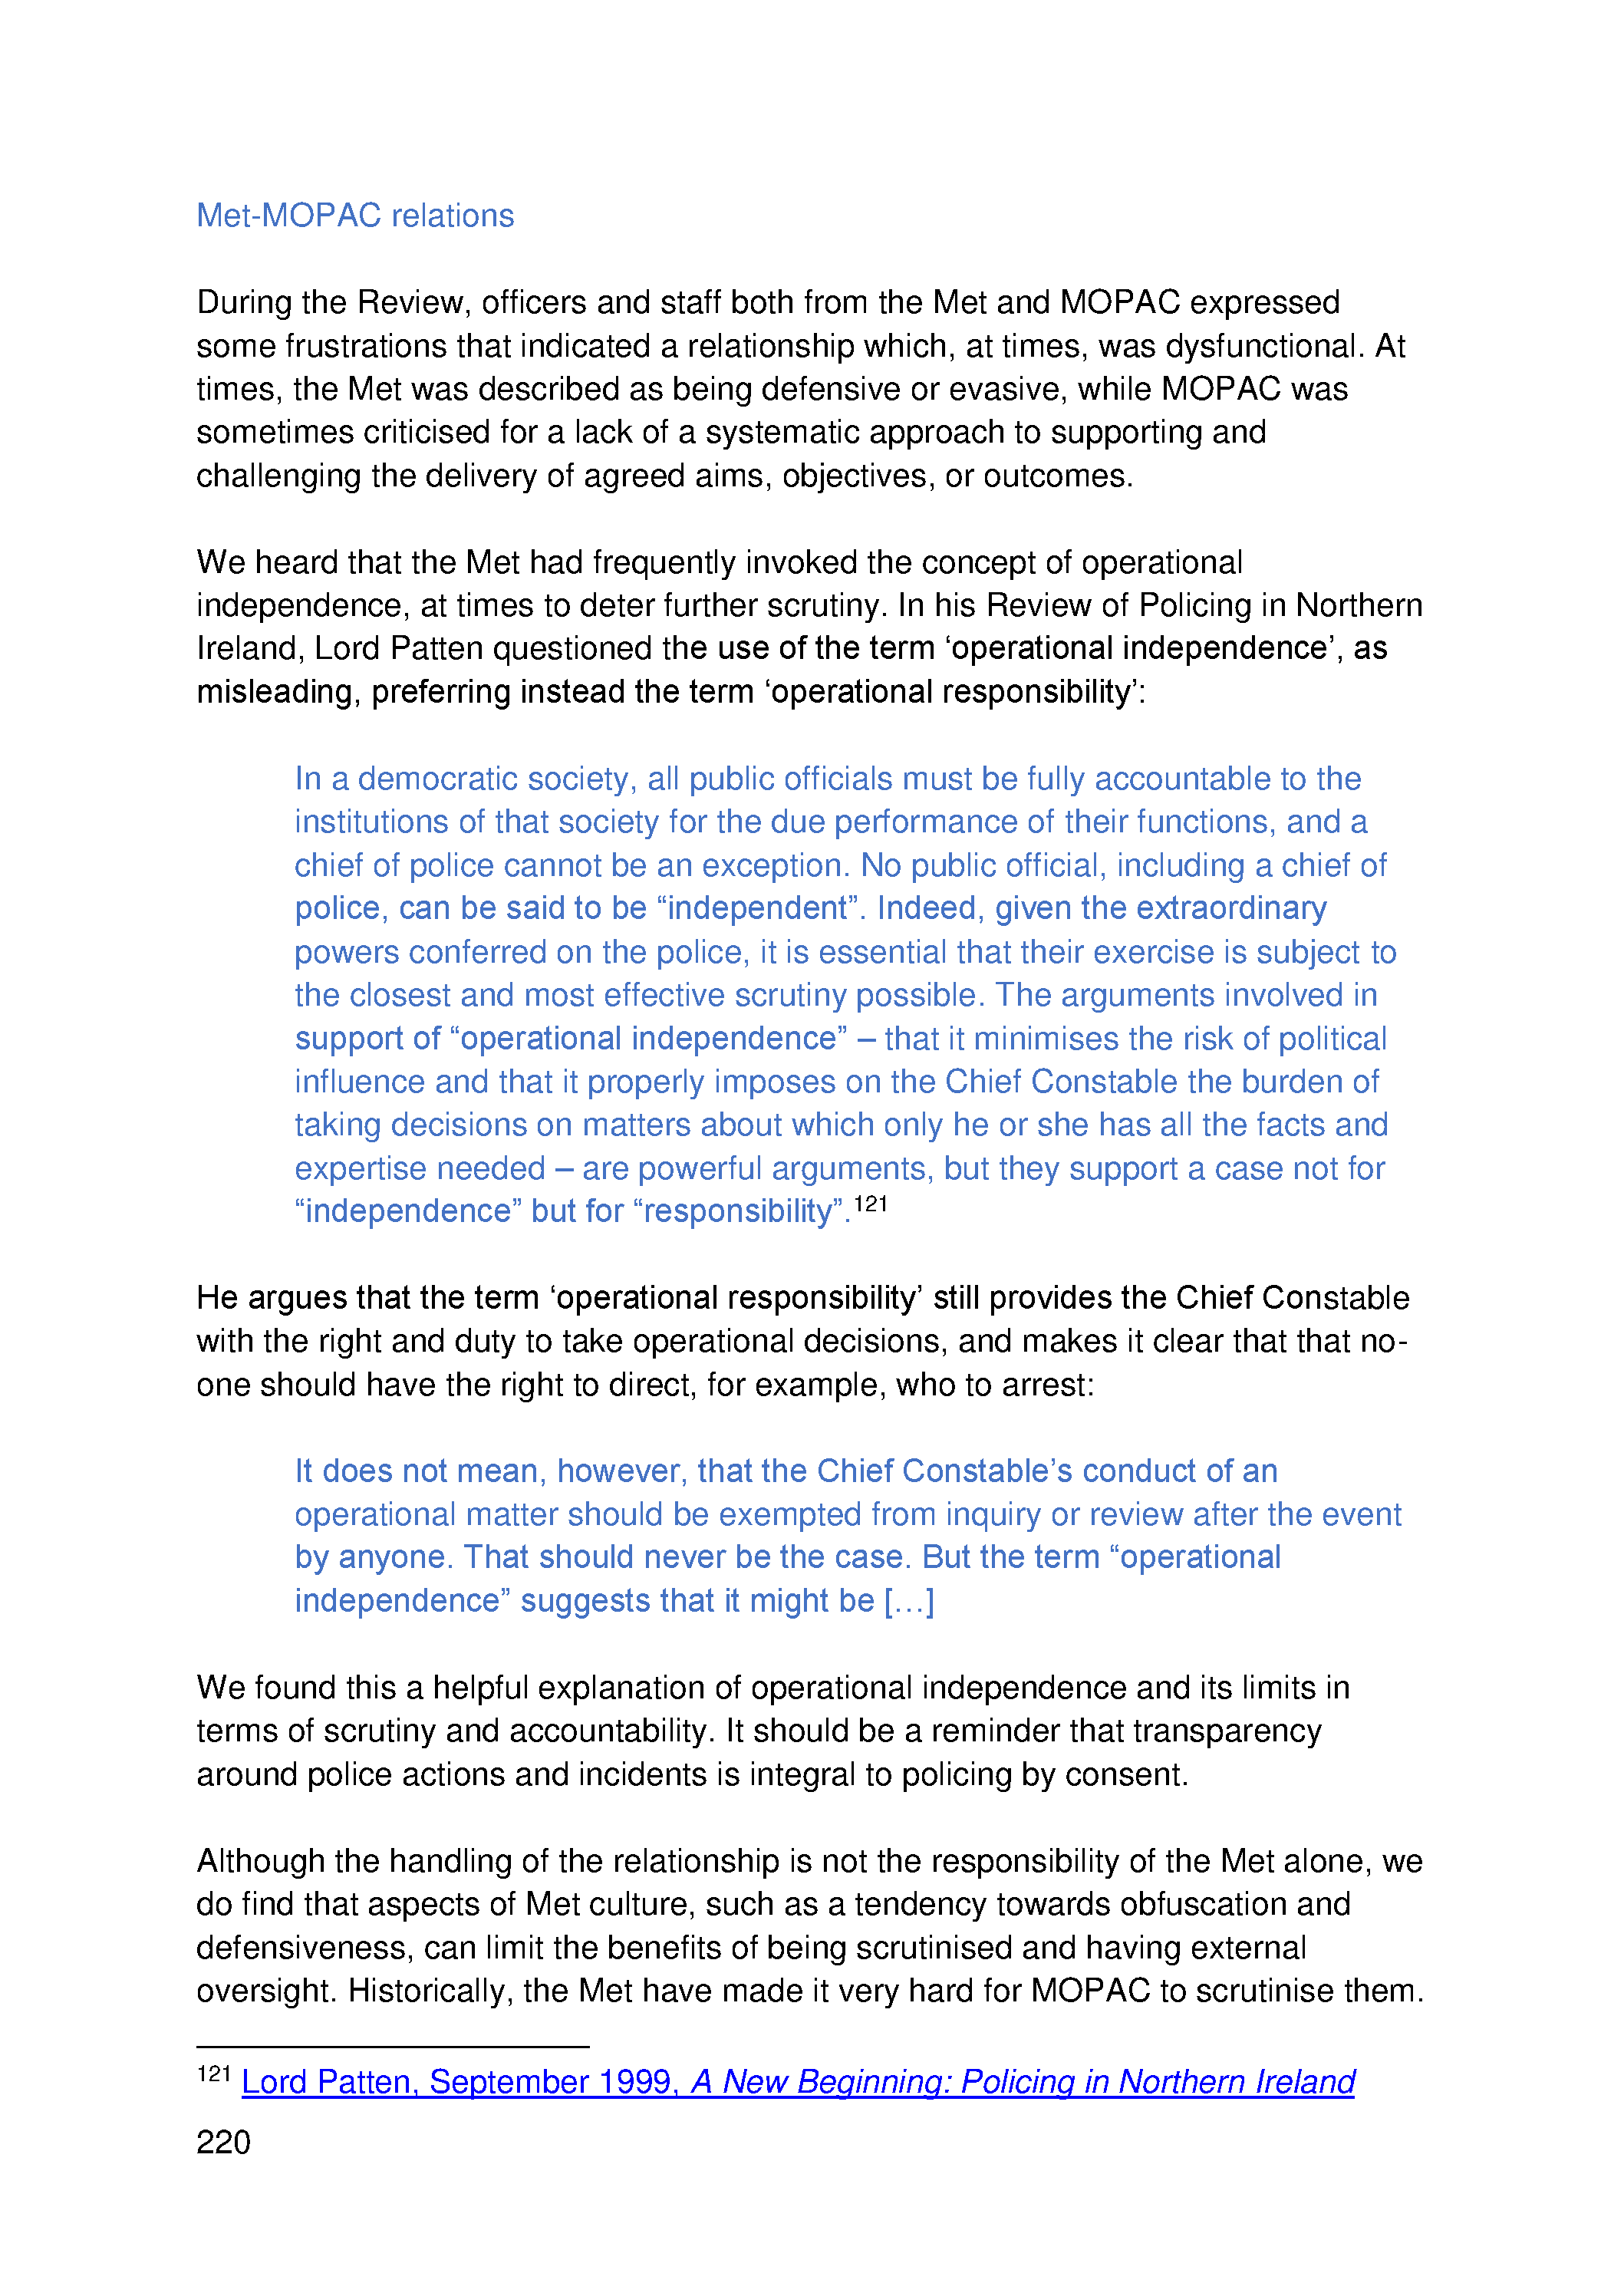 Met-MOPAC relations
During the Review, officers and staff both from the Met and MOPAC expressed
some frustrations that indicated a relationship which, at times, was dysfunctional. At
times, the Met was described as being defensive or evasive, while MOPAC was
sometimes criticised for a lack of a systematic approach to supporting and
challenging the delivery of agreed aims, objectives, or outcomes.
We heard that the Met had frequently invoked the concept of operational
independence, at times to deter further scrutiny. In his Review of Policing in Northern
Ireland, Lord Patten questioned the use of the term ‘operational independence’, as
misleading, preferring instead the term ‘operational responsibility’:
In a democratic society, all public officials must be fully accountable to the
institutions of that society for the due performance of their functions, and a
chief of police cannot be an exception. No public official, including a chief of
police, can be said to be “independent”. Indeed, given the extraordinary
powers conferred on the police, it is essential that their exercise is subject to
the closest and most effective scrutiny possible. The arguments involved in
support of “operational independence” – that it minimises the risk of political
influence and that it properly imposes on the Chief Constable the burden of
taking decisions on matters about which only he or she has all the facts and
expertise needed – are powerful arguments, but they support a case not for
“independence” but for “responsibility”.121
He argues that the term ‘operational responsibility’ still provides the Chief Constable
with the right and duty to take operational decisions, and makes it clear that that no-
one should have the right to direct, for example, who to arrest:
It does not mean, however, that the Chief Constable’s conduct of an
operational matter should be exempted from inquiry or review after the event
by anyone. That should never be the case. But the term “operational
independence” suggests that it might be […]
We found this a helpful explanation of operational independence and its limits in
terms of scrutiny and accountability. It should be a reminder that transparency
around police actions and incidents is integral to policing by consent.
Although the handling of the relationship is not the responsibility of the Met alone, we
do find that aspects of Met culture, such as a tendency towards obfuscation and
defensiveness, can limit the benefits of being scrutinised and having external
oversight. Historically, the Met have made it very hard for MOPAC to scrutinise them.
121 Lord Patten, September 1999, A New Beginning: Policing in Northern Ireland
220